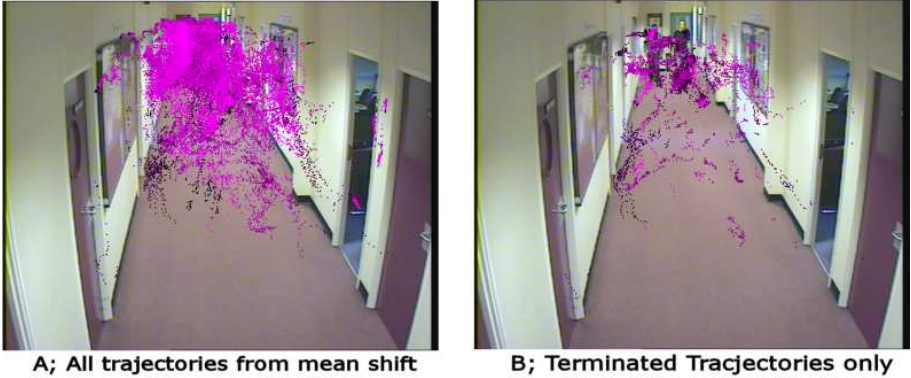 A; All trajectories from mean shift
B; Terminated Tracjectories only